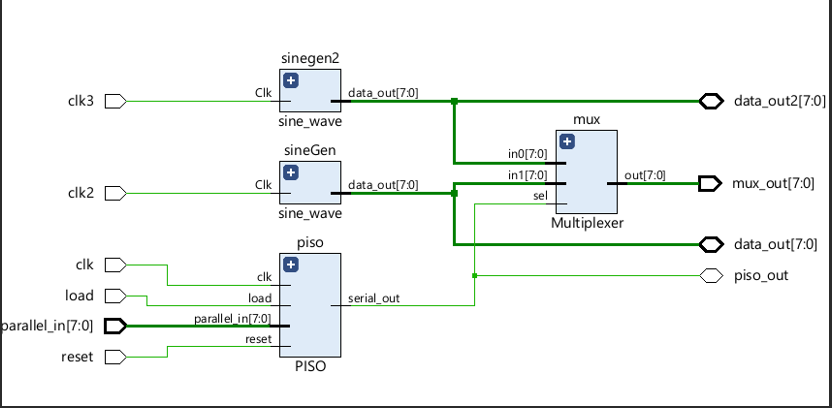 sinegen2
clk3
Clk
data_out[7:0]
data_out2[7:0]
sine_wave
mux
sineGen
in0[7:0]
clk2
Clk
data_out[7:0]
in1[7:0]
out[7:0]
mux_out[7:0]
sel
sine_wave
Multiplexer
piso
data_out[7:0]
clk
clk
piso_out
load
load
serial_out
parallel_in[7:0]
parallel_in[7:0]
reset
reset
PISO